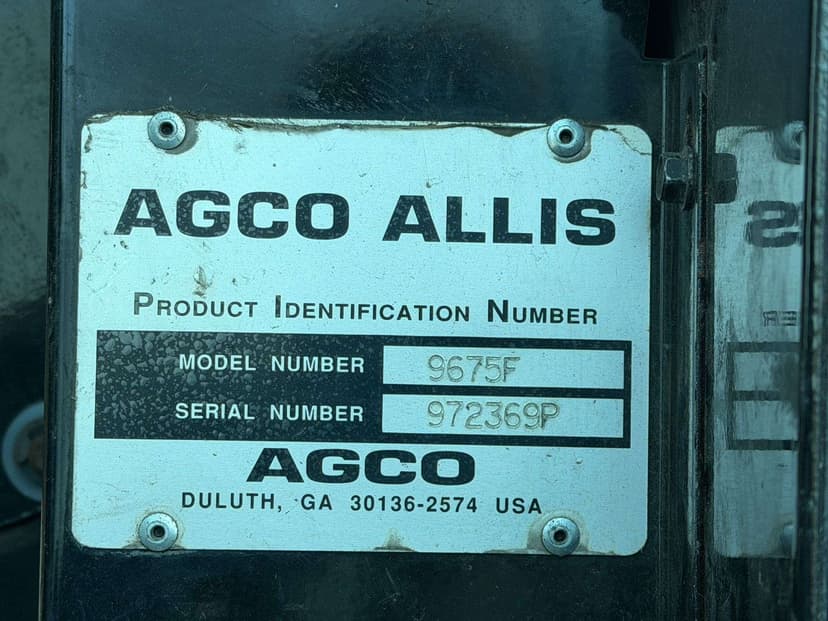 AGCO ALLIS
PRODUCT IDENTIFICATION NUMBER
MODEL NUMBER 9675F
SERIAL NUMBER 972369P
AGCO
DULUTH, GA 30136-2574 USA